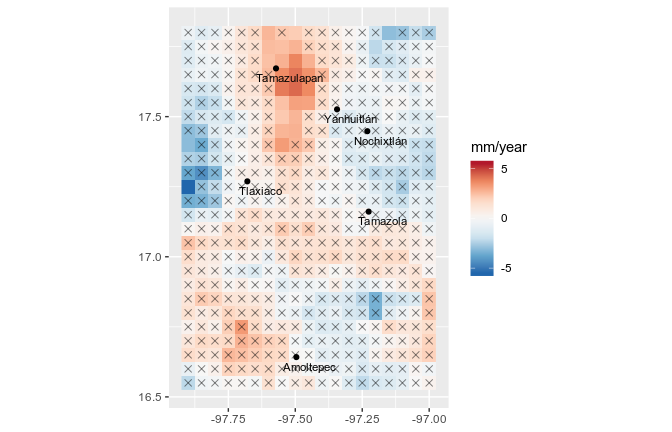 Tamazulapan
Yanhuitlán
Nochixtlán
Tlaxiaco
Tamazola
Amoltepec
17.5
17.0
16.5
-97.75
-97.50
-97.25
-97.00
mm/year
5
0
-5